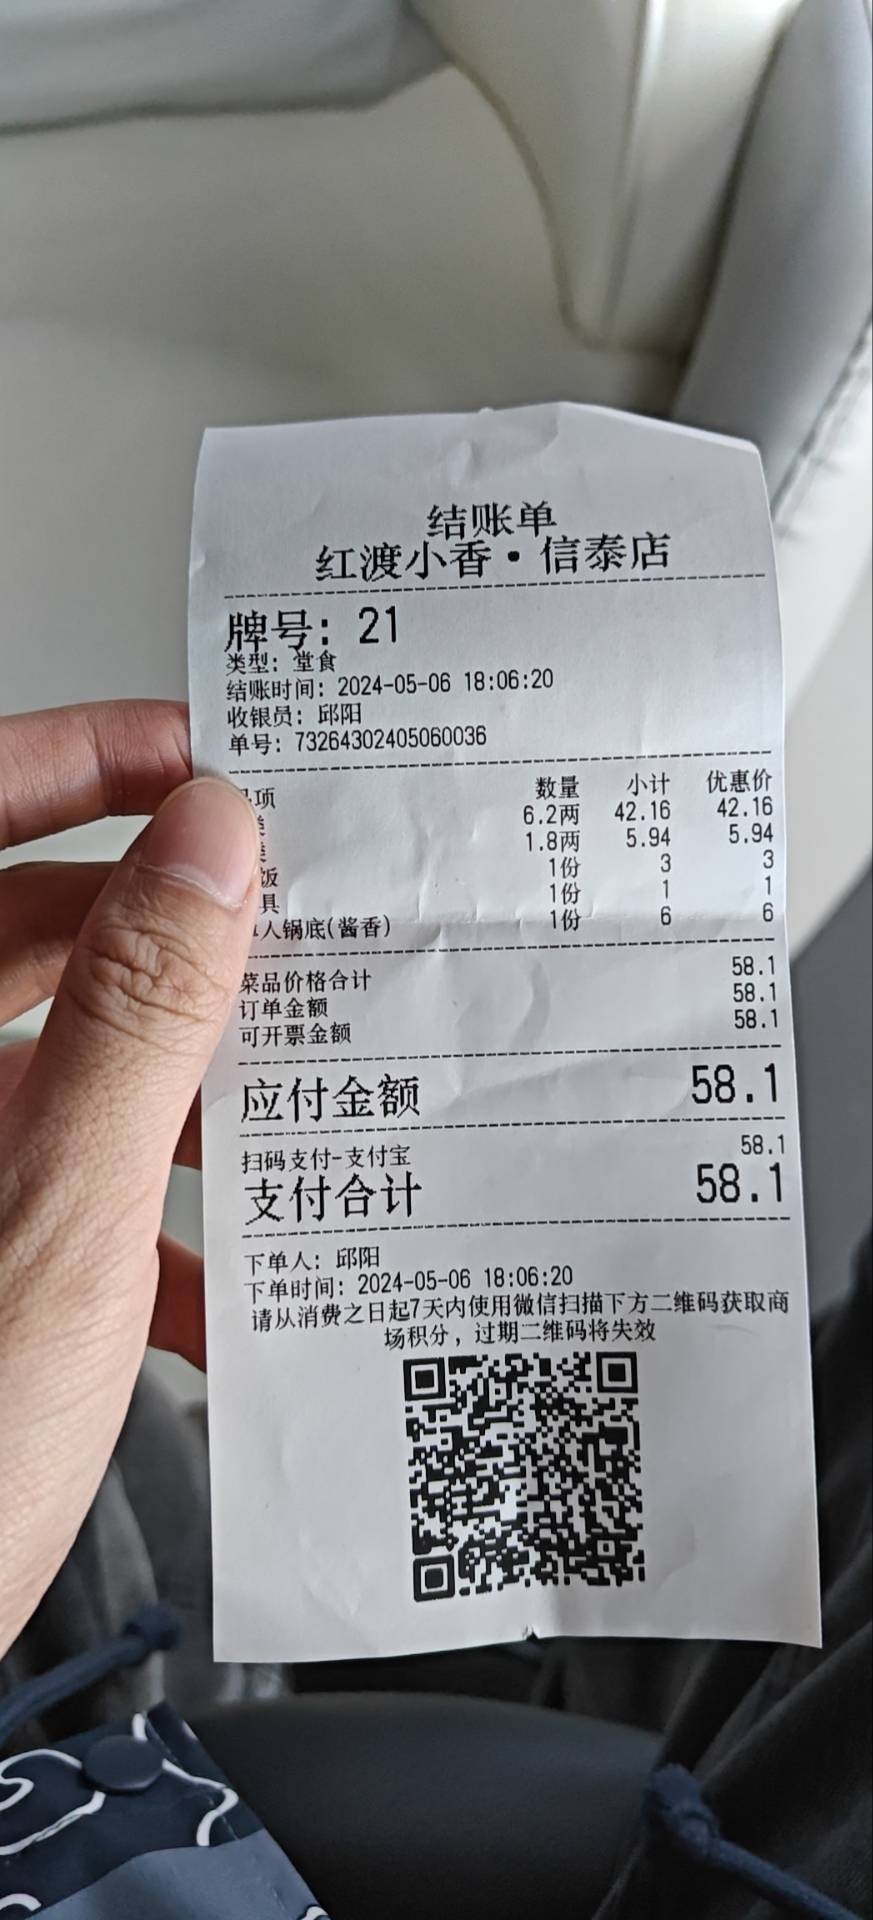 结账单
红渡小香·信泰店
牌号: 21
类型: 堂食
结账时间: 2024-05-06 18:06:20
收银员: 邱阳
单号: 73264302405060036
项 数量 小计 优惠价
6.2两 42.16 42.16
1.8两 5.94 5.94
饭 1份 3 3
具 1份 1 1
人锅底(酱香) 1份 6 6
菜品价格合计 58.1
订单金额 58.1
可开票金额 58.1
应付金额 58.1
扫码支付-支付宝 58.1
支付合计 58.1
下单人: 邱阳
下单时间: 2024-05-06 18:06:20
请从消费之日起7天内使用微信扫描下方二维码获取商
场积分, 过期二维码将失效